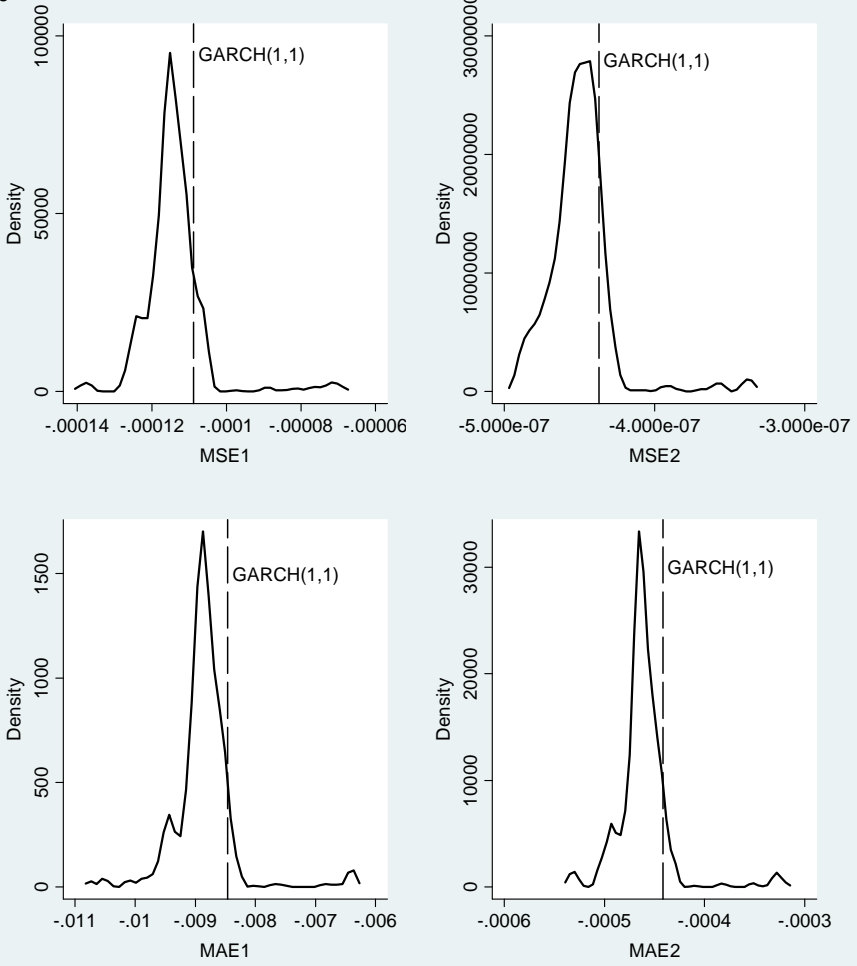 100000
50000
0
Density
GARCH(1,1)
-.00014 -.00012 -.0001 -.00008 -.00006
MSE1
30000000
20000000
10000000
0
Density
GARCH(1,1)
-5.000e-07 -4.000e-07 -3.000e-07
MSE2
1500
1000
500
0
Density
GARCH(1,1)
-.011 -.01 -.009 -.008 -.007 -.006
MAE1
30000
20000
10000
0
Density
GARCH(1,1)
-.0006 -.0005 -.0004 -.0003
MAE2